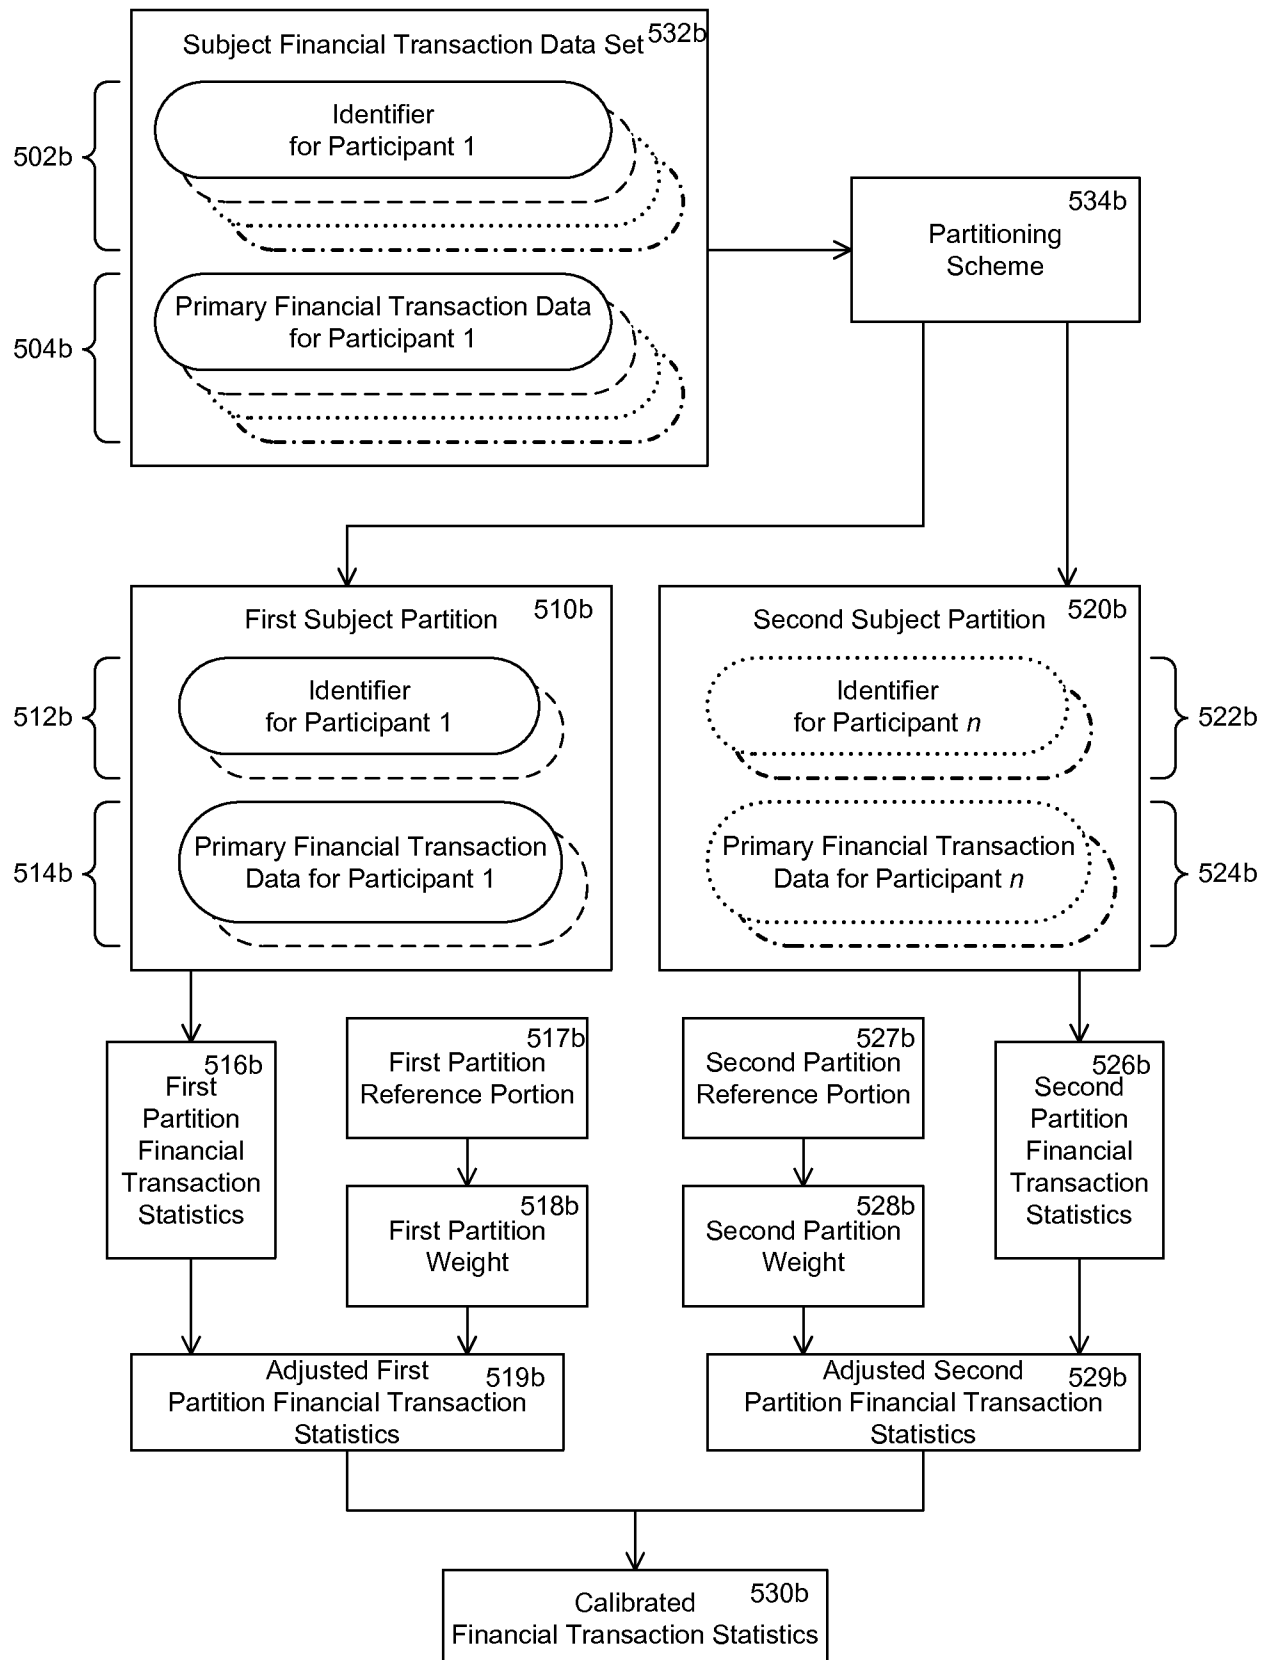 Subject Financial Transaction Data Set 532b
Identifier
for Participant 1
502b
534b
Partitioning
Scheme
Primary Financial Transaction Data
for Participant 1
504b
First Subject Partition 510b
Identifier
for Participant 1
512b
Primary Financial Transaction
Data for Participant 1
514b
Second Subject Partition 520b
Identifier
for Participant n
522b
Primary Financial Transaction
Data for Participant n
524b
516b
First
Partition
Financial
Transaction
Statistics
517b
First Partition
Reference Portion
518b
First Partition
Weight
527b
Second Partition
Reference Portion
528b
Second Partition
Weight
526b
Second
Partition
Financial
Transaction
Statistics
Adjusted First 519b
Partition Financial Transaction
Statistics
Adjusted Second 529b
Partition Financial Transaction
Statistics
530b
Calibrated
Financial Transaction Statistics